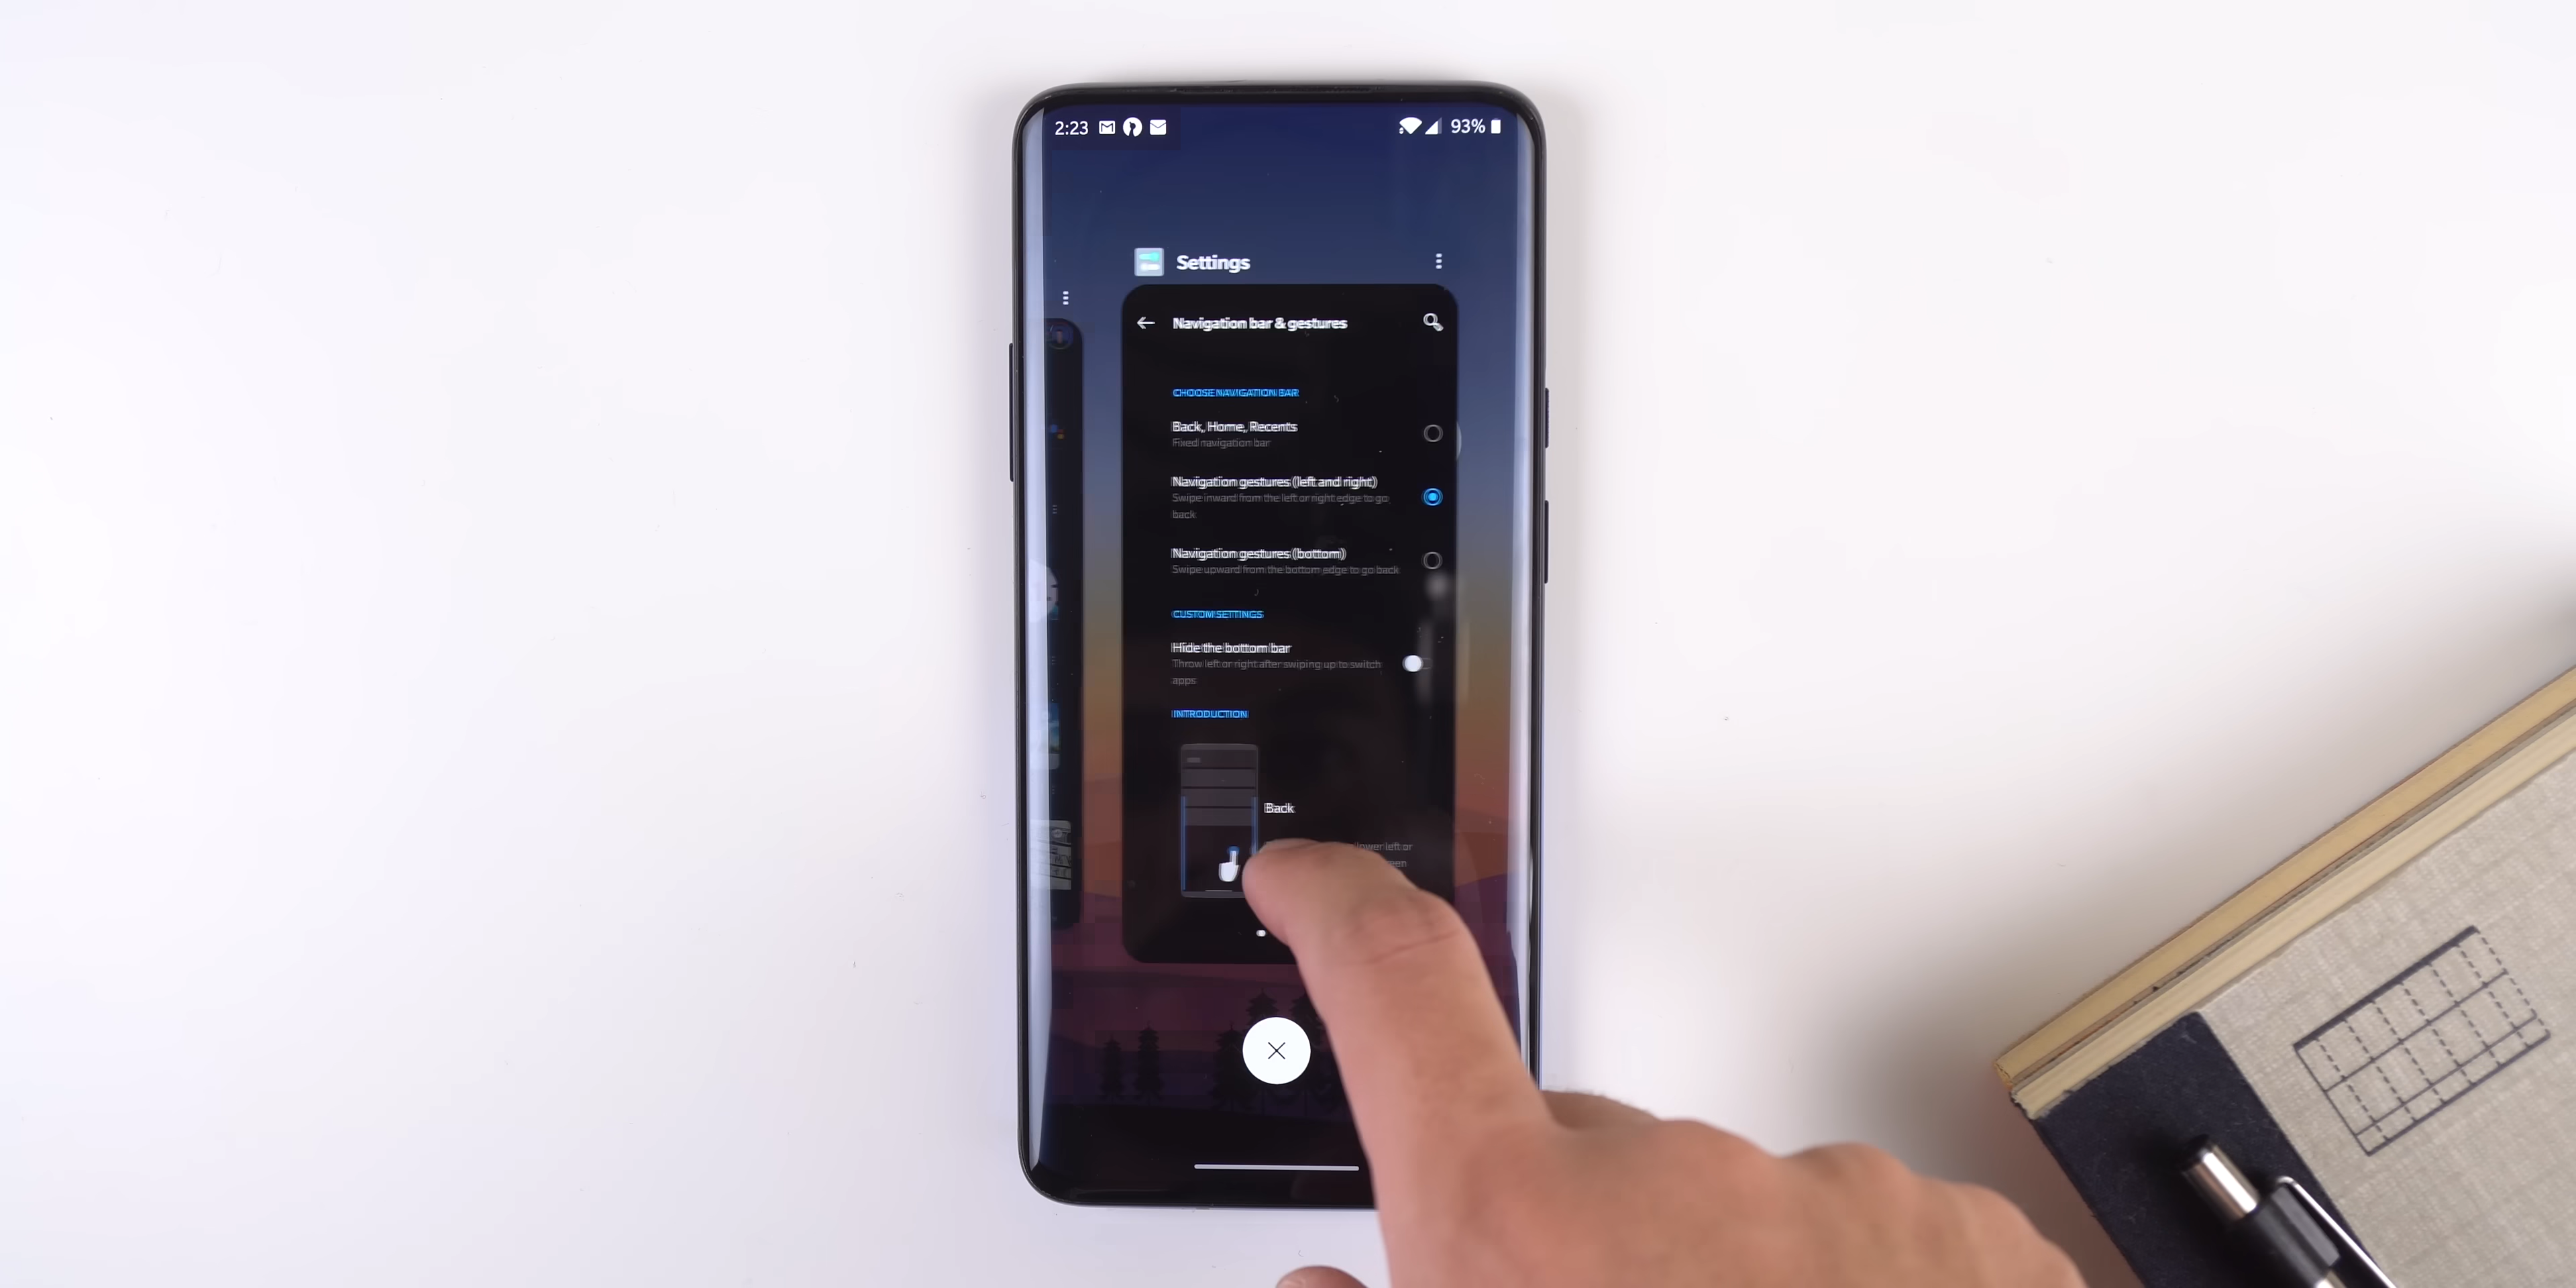 2:23
93%
Settings
Navigation bar & gestures
CHOOSE NAVIGATION BAR
Back, Home, Recents
Fixed navigation bar
Navigation gestures (left and right)
Swipe inward from the left or right edge to go
back
Navigation gestures (bottom)
Swipe upward from the bottom edge to go back
CUSTOM SETTINGS
Hide the bottom bar
Throw left or right after swiping up to switch
apps
INTRODUCTION
Back
lower left or